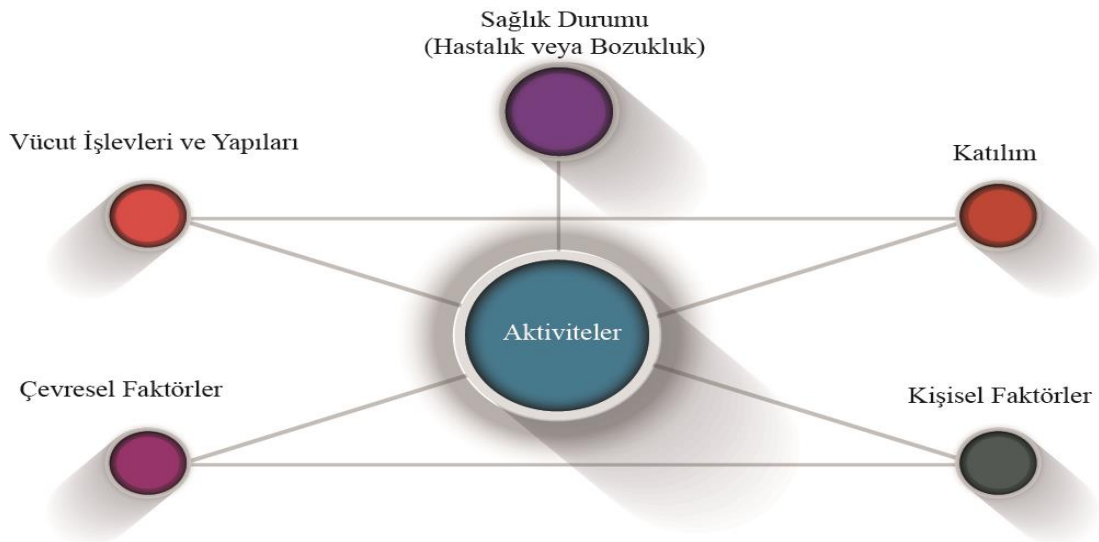 Sağlık Durumu
(Hastalık veya Bozukluk)
Vücut İşlevleri ve Yapıları
Katılım
Aktiviteler
Çevresel Faktörler
Kişisel Faktörler